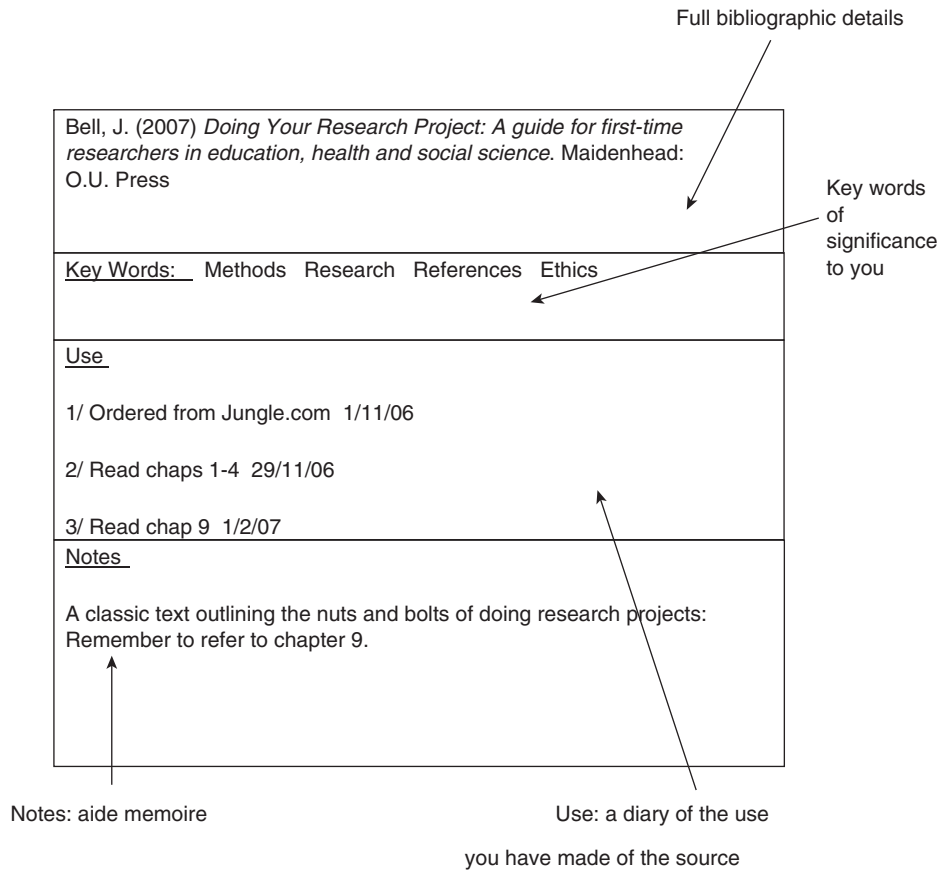 Full bibliographic details
Bell, J. (2007) Doing Your Research Project: A guide for first-time
researchers in education, health and social science. Maidenhead:
O.U. Press
Key words
of
significance
to you
Key Words: Methods Research References Ethics
Use
1/ Ordered from Jungle.com 1/11/06
2/ Read chaps 1-4 29/11/06
3/ Read chap 9 1/2/07
Notes
A classic text outlining the nuts and bolts of doing research projects:
Remember to refer to chapter 9.
Notes: aide memoire
Use: a diary of the use
you have made of the source